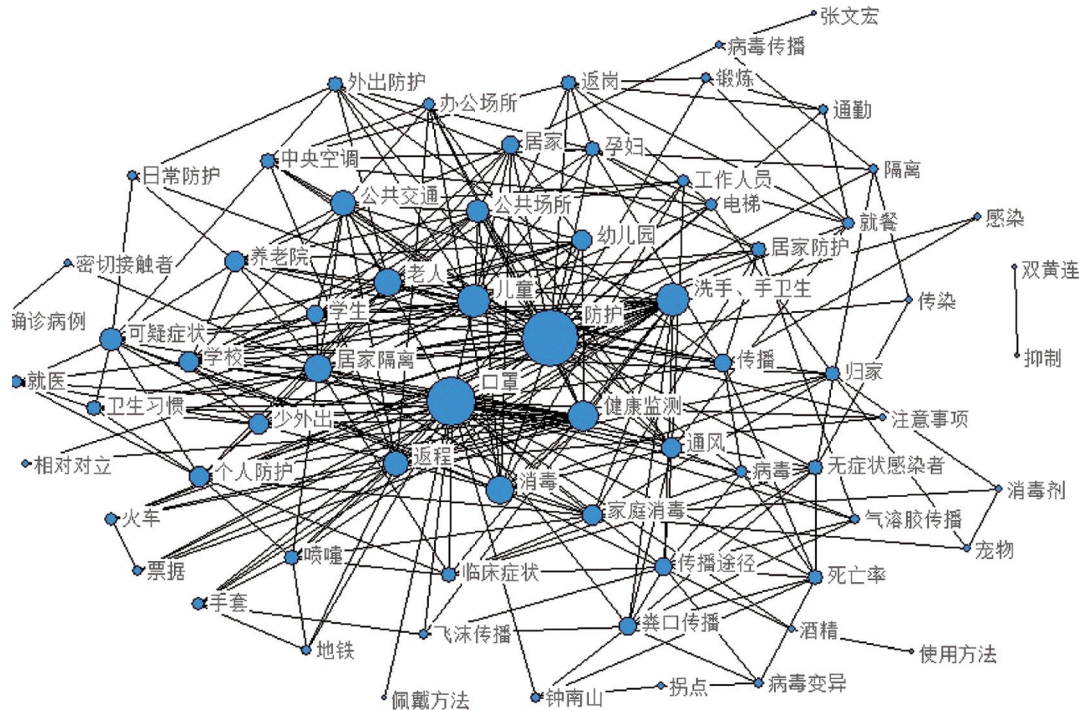 张文宏
病毒传播
外出防护
返岗
锻炼
办公场所
通勤
居家
孕妇
中央空调
日常防护
隔离
工作人员
公共交通
公共场所
电梯
感染
就餐
幼儿园
居家防护
养老院
密切接触者
老人
双黄连
儿童
洗手、手卫生
传染
学生
防护
确诊病例
可疑症状
学校
居家隔离
传播
抑制
归家
就医
口罩
卫生习惯
健康监测
少外出
注意事项
通风
相对对立
返程
病毒
无症状感染者
个人防护
消毒
消毒剂
火车
家庭消毒
气溶胶传播
宠物
喷嚏
票据
临床症状
传播途径
死亡率
手套
飞沫传播
粪口传播
酒精
地铁
使用方法
佩戴方法
钟南山
拐点
病毒变异